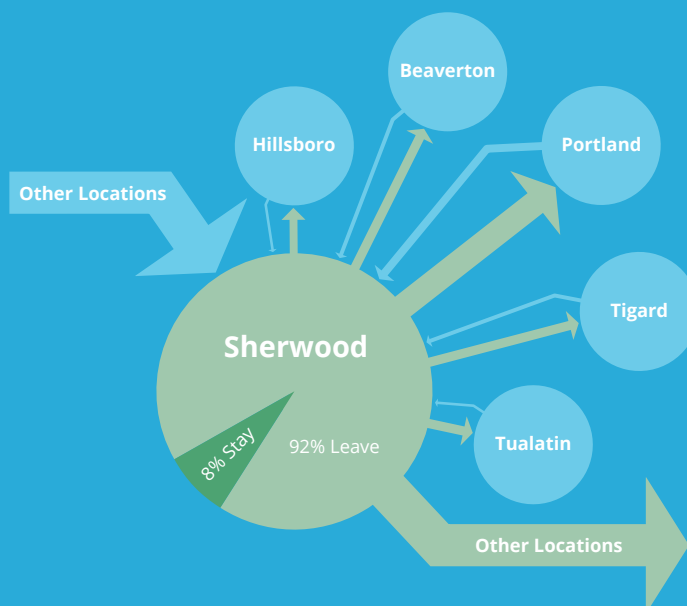 Beaverton
Hillsboro
Portland
Other Locations
Tigard
Sherwood
8% Stay
92% Leave
Tualatin
Other Locations